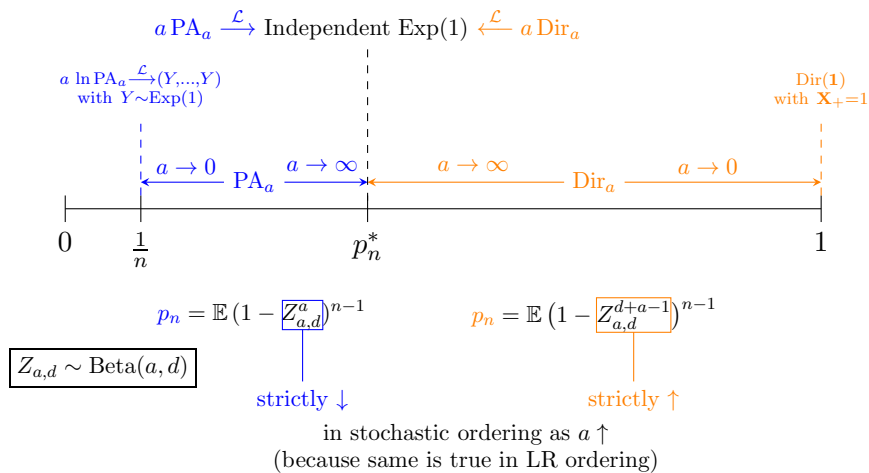 a PA_a →^ℒ Independent Exp(1) ←^ℒ a Dir_a
a ln PA_a →^ℒ (Y,...,Y)
with Y∼Exp(1)
Dir(1)
with X_+=1
a → 0 a → ∞ a → ∞ a → 0
PA_a Dir_a
0 1/n p_n^* 1
p_n = 𝔼 (1 − Z_{a,d}^a)^{n−1} p_n = 𝔼 (1 − Z_{a,d}^{d+a−1})^{n−1}
Z_{a,d} ∼ Beta(a, d)
strictly ↓ strictly ↑
in stochastic ordering as a ↑
(because same is true in LR ordering)